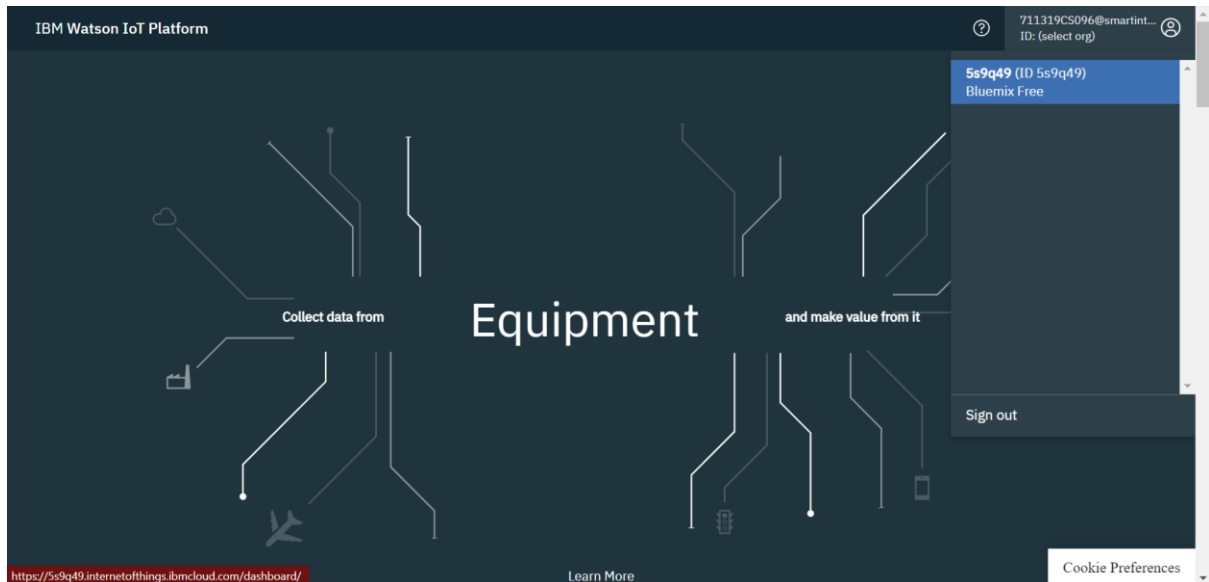 IBM Watson IoT Platform
711319CS096@smartint...
ID: (select org)
5s9q49 (ID 5s9q49)
Bluemix Free
Collect data from
Equipment
and make value from it
Sign out
Learn More
Cookie Preferences
https://5s9q49.internetofthings.ibmcloud.com/dashboard/